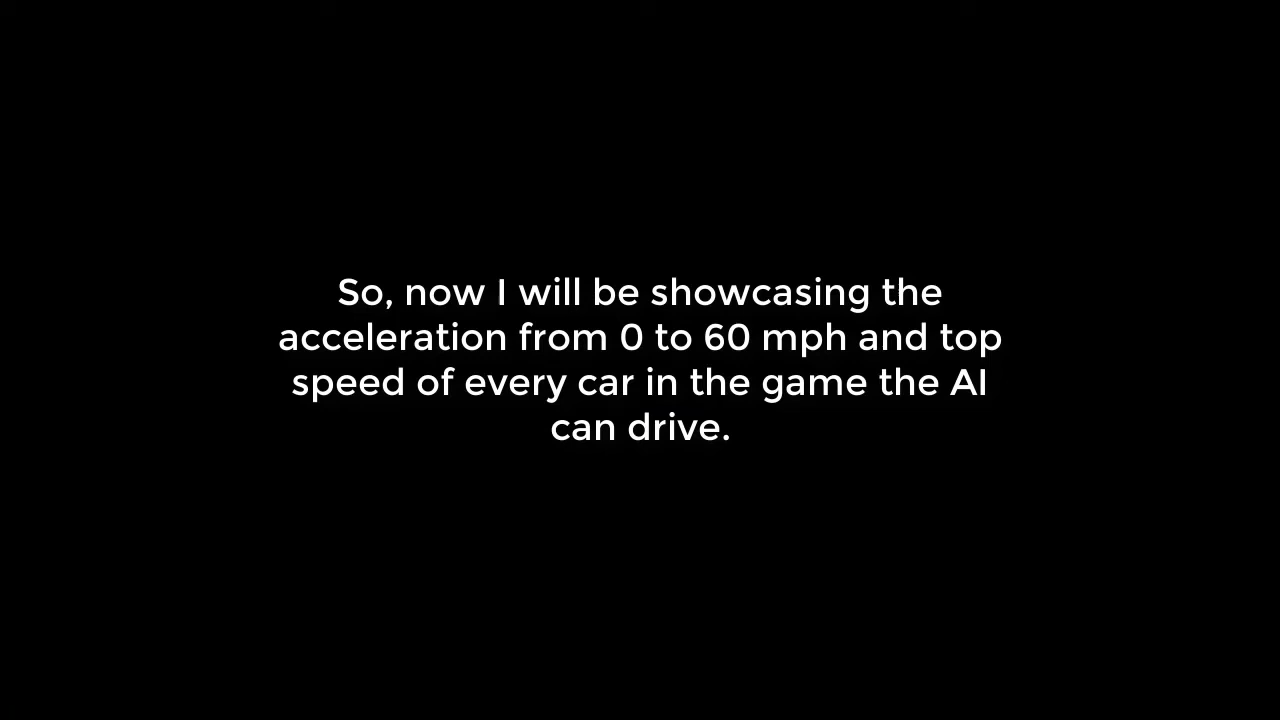 So, now I will be showcasing the
acceleration from 0 to 60 mph and top
speed of every car in the game the AI
can drive.